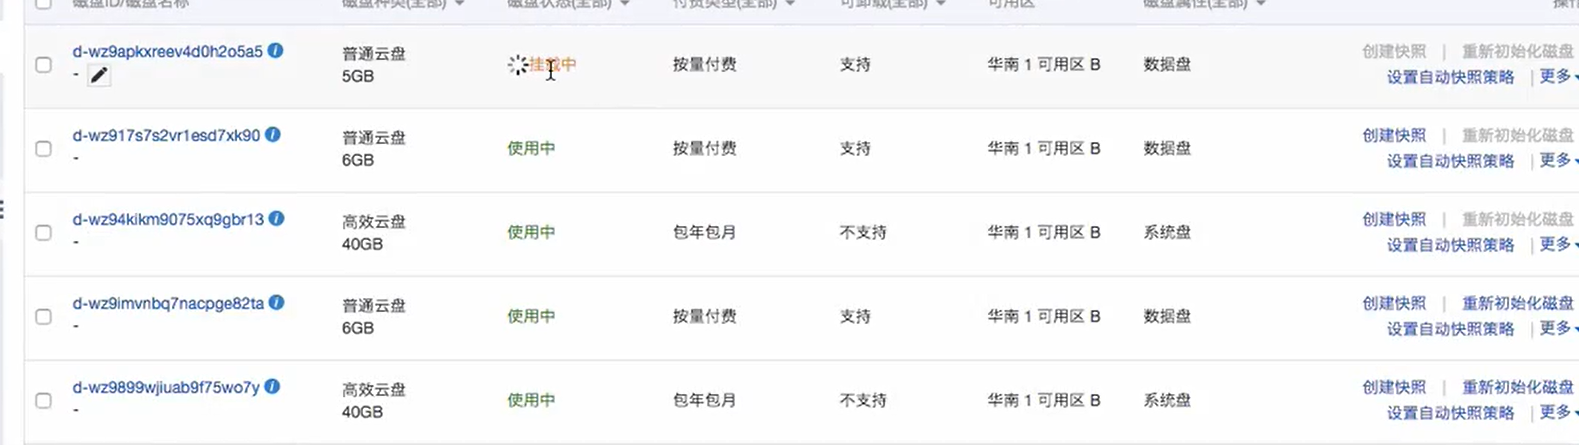 磁盘ID/磁盘名称 磁盘种类(全部) 磁盘状态(全部) 付费类型(全部) 可卸载(全部) 可用区 磁盘属性(全部)
d-wz9apkxreev4d0h2o5a5 普通云盘 挂载中 按量付费 支持 华南 1 可用区 B 数据盘 创建快照 | 重新初始化磁盘
- 5GB 设置自动快照策略 | 更多
d-wz917s7s2vr1esd7xk90 普通云盘 使用中 按量付费 支持 华南 1 可用区 B 数据盘 创建快照 | 重新初始化磁盘
- 6GB 设置自动快照策略 | 更多
d-wz94kikm9075xq9gbr13 高效云盘 使用中 包年包月 不支持 华南 1 可用区 B 系统盘 创建快照 | 重新初始化磁盘
- 40GB 设置自动快照策略 | 更多
d-wz9imvnbq7nacpge82ta 普通云盘 使用中 按量付费 支持 华南 1 可用区 B 数据盘 创建快照 | 重新初始化磁盘
- 6GB 设置自动快照策略 | 更多
d-wz9899wjiuab9f75wo7y 高效云盘 使用中 包年包月 不支持 华南 1 可用区 B 系统盘 创建快照 | 重新初始化磁盘
- 40GB 设置自动快照策略 | 更多